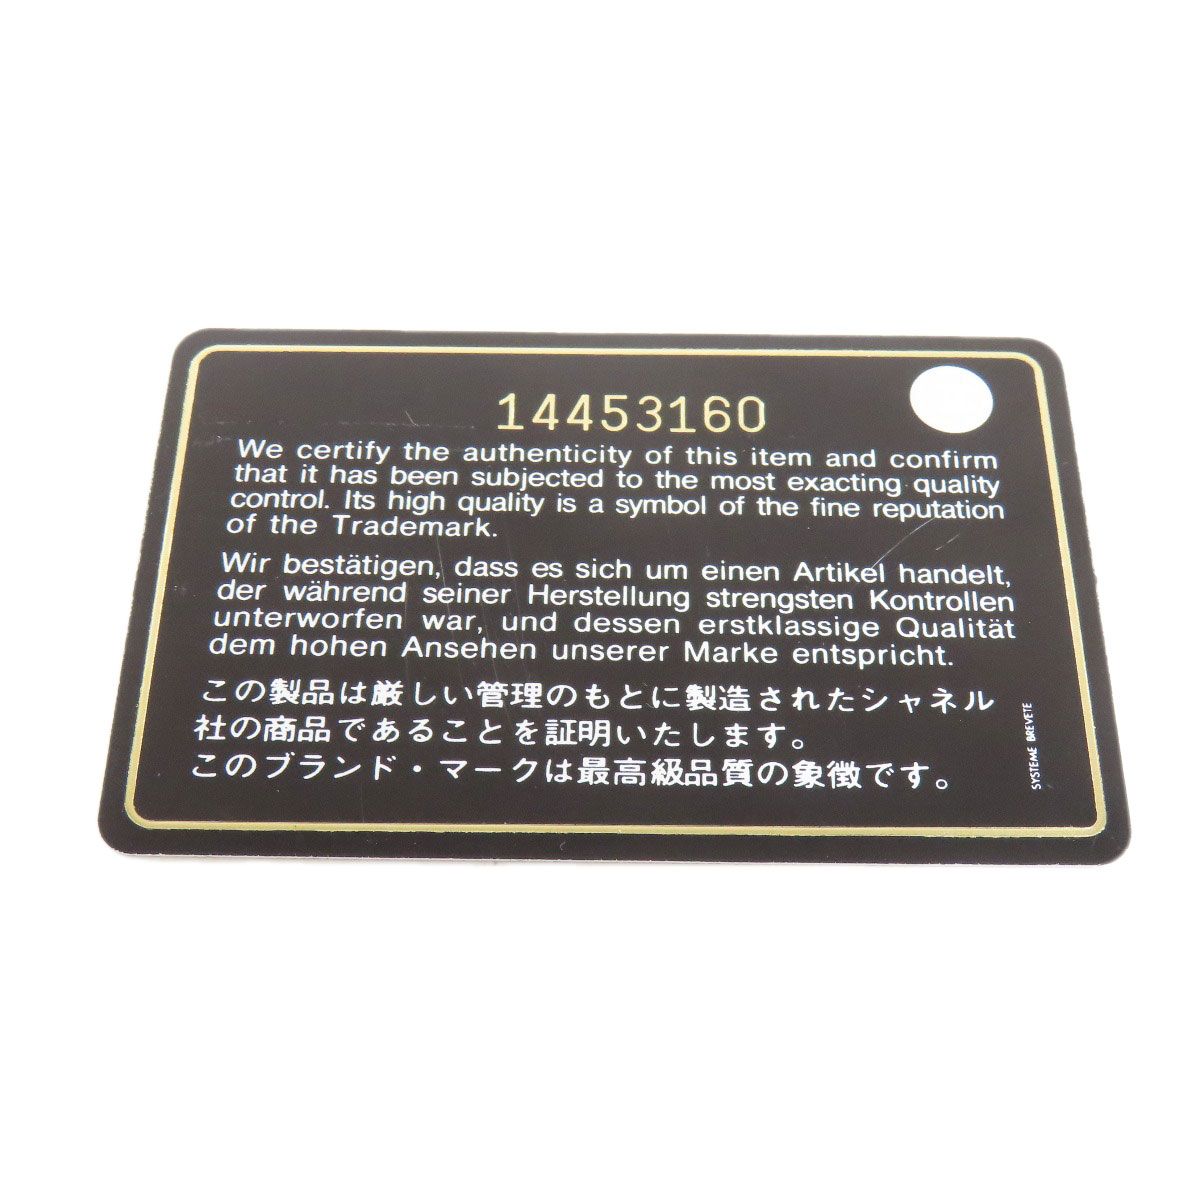 14453160
We certify the authenticity of this item and confirm
that it has been subjected to the most exacting quality
control. Its high quality is a symbol of the fine reputation
of the Trademark.
Wir bestätigen, dass es sich um einen Artikel handelt,
der während seiner Herstellung strengsten Kontrollen
unterworfen war, und dessen erstklassige Qualität
dem hohen Ansehen unserer Marke entspricht.
この製品は厳しい管理のもとに製造されたシャネル
社の商品であることを証明いたします。
このブランド・マークは最高級品質の象徴です。
SYSTEME BREVETE